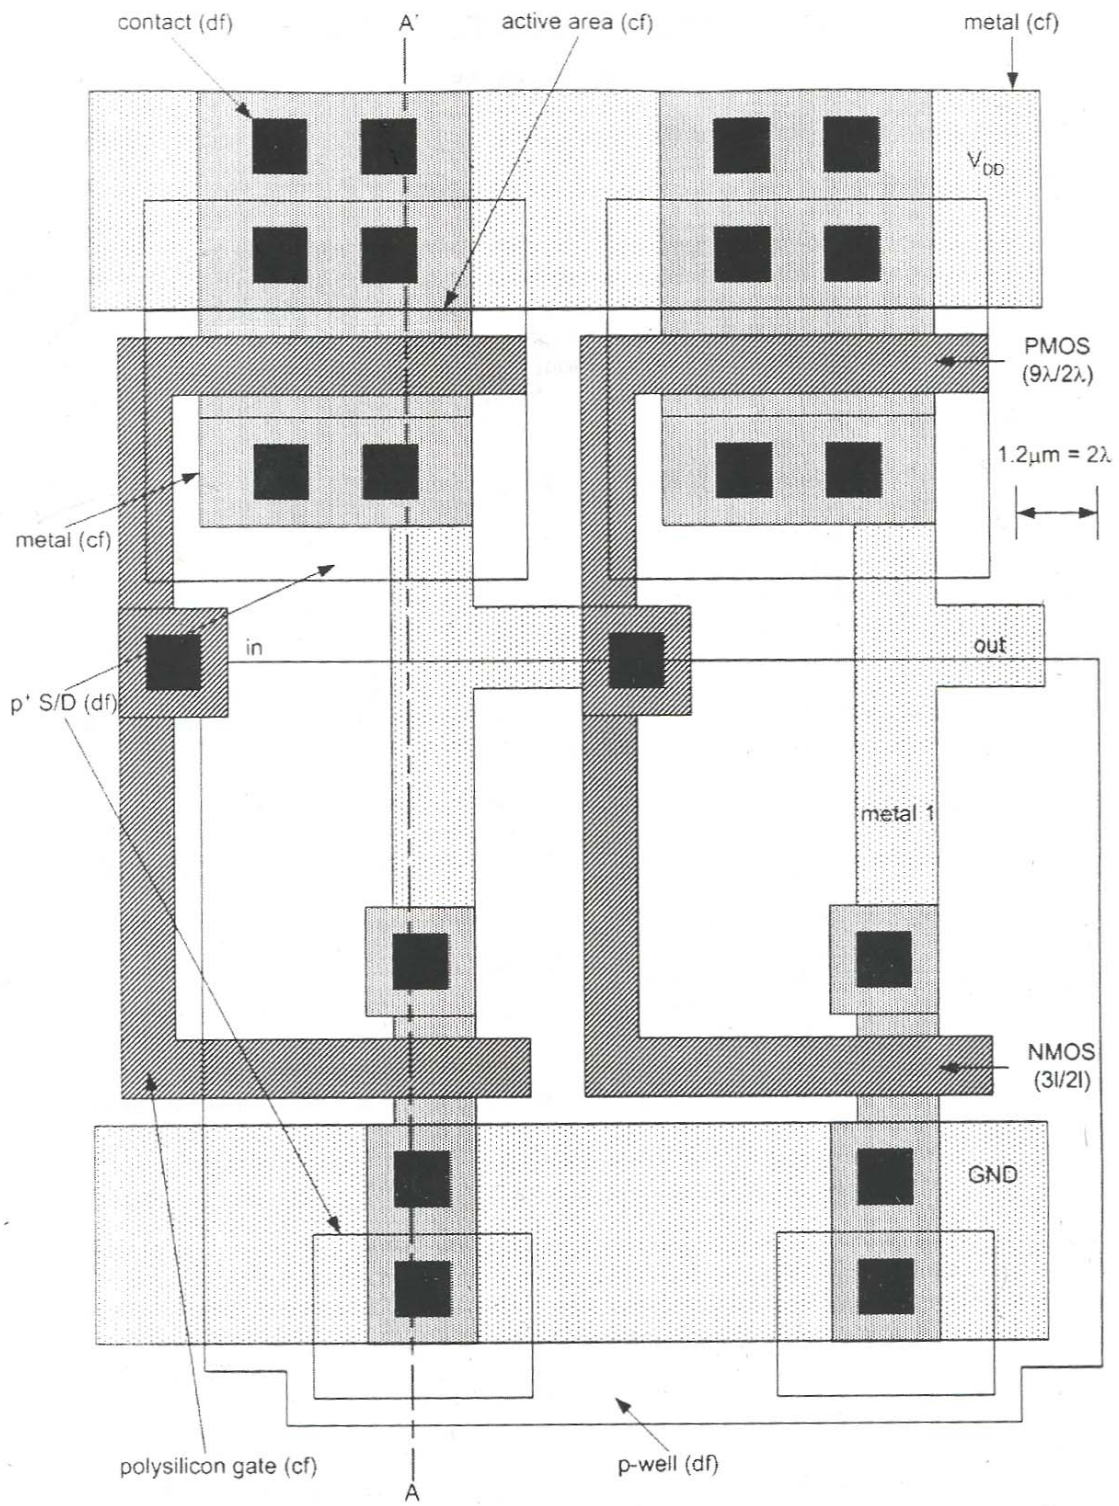 contact (df)
A'
active area (cf)
metal (cf)
V_DD
PMOS
(9λ/2λ)
1.2μm = 2λ
metal (cf)
in
out
p⁺ S/D (df)
metal 1
NMOS
(3l/2l)
GND
polysilicon gate (cf)
p-well (df)
A